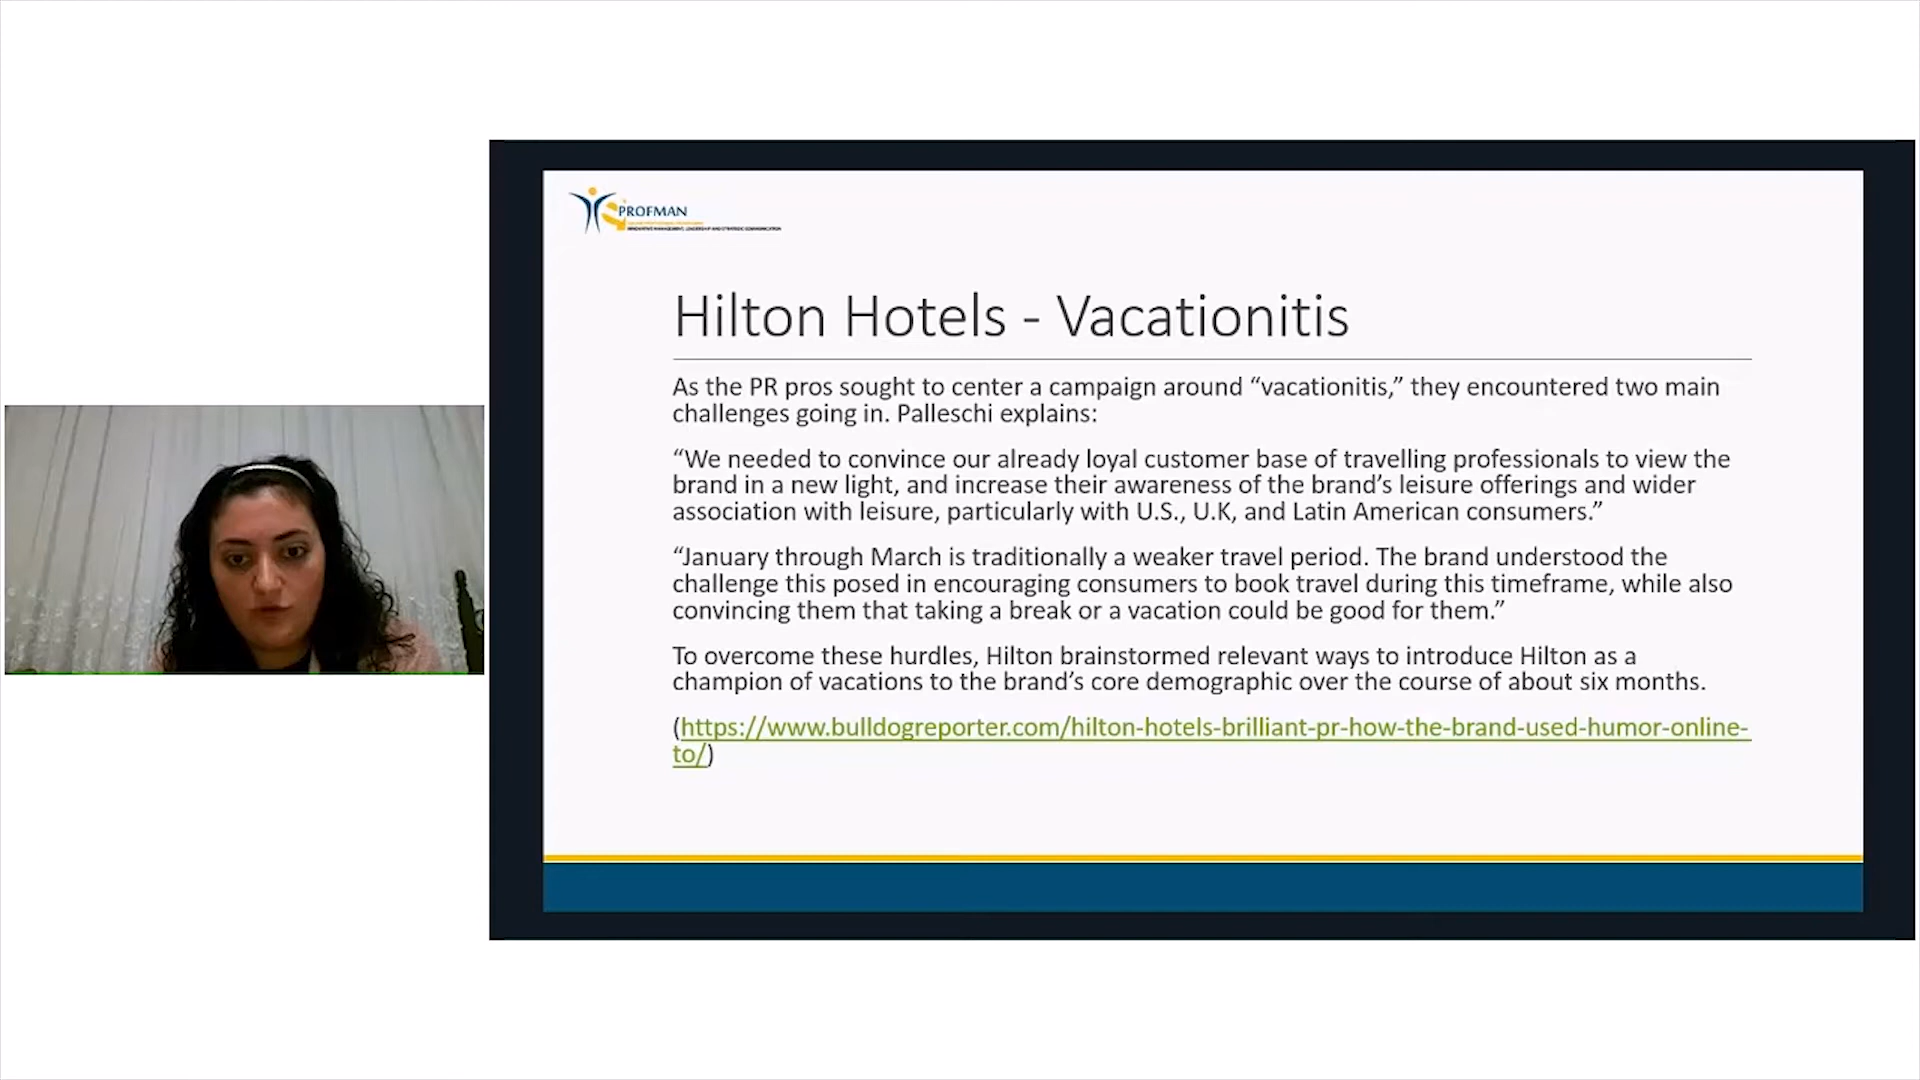 PROFMAN
INNOVATIVE MANAGEMENT, LEADERSHIP AND STRATEGIC COMMUNICATION
Hilton Hotels - Vacationitis
As the PR pros sought to center a campaign around “vacationitis,” they encountered two main
challenges going in. Palleschi explains:
“We needed to convince our already loyal customer base of travelling professionals to view the
brand in a new light, and increase their awareness of the brand’s leisure offerings and wider
association with leisure, particularly with U.S., U.K, and Latin American consumers.”
“January through March is traditionally a weaker travel period. The brand understood the
challenge this posed in encouraging consumers to book travel during this timeframe, while also
convincing them that taking a break or a vacation could be good for them.”
To overcome these hurdles, Hilton brainstormed relevant ways to introduce Hilton as a
champion of vacations to the brand’s core demographic over the course of about six months.
(https://www.bulldogreporter.com/hilton-hotels-brilliant-pr-how-the-brand-used-humor-online-
to/)